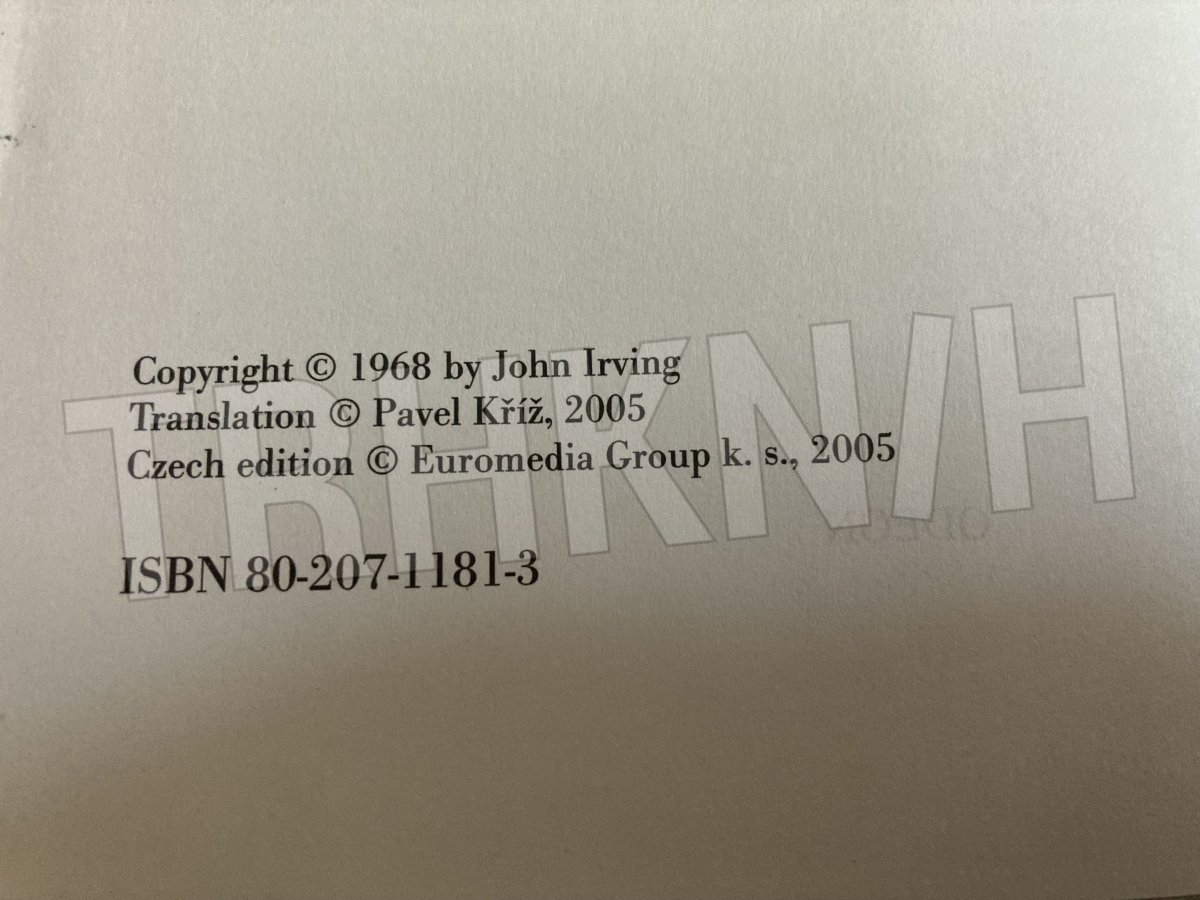 Copyright © 1968 by John Irving
Translation © Pavel Kříž, 2005
Czech edition © Euromedia Group k. s., 2005
ISBN 80-207-1181-3
TRHKN/H